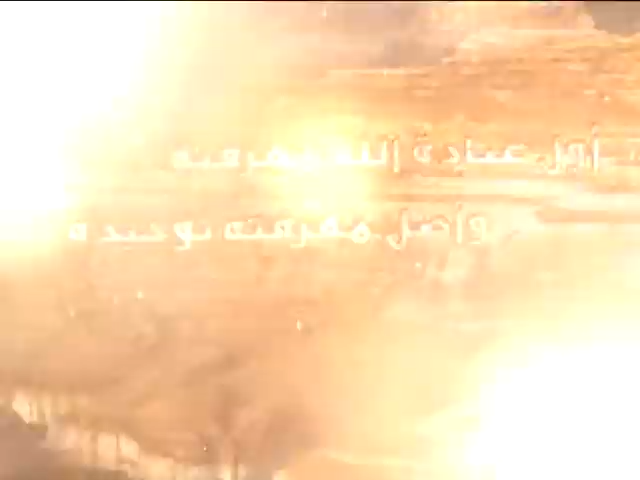 أول عبادة الله معرفته
وأصل معرفته توحيده